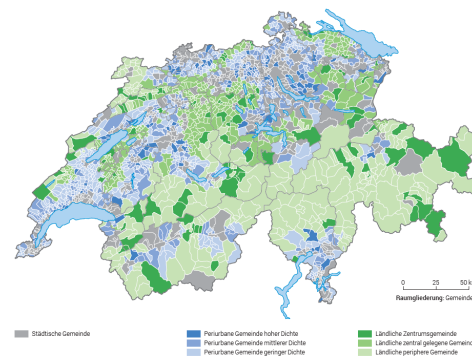 0 25 50 k
Raumgliederung: Gemeinde
Städtische Gemeinde
Periurbane Gemeinde hoher Dichte
Periurbane Gemeinde mittlerer Dichte
Periurbane Gemeinde geringer Dichte
Ländliche Zentrumsgemeinde
Ländliche zentral gelegene Gemein
Ländliche periphere Gemeinde